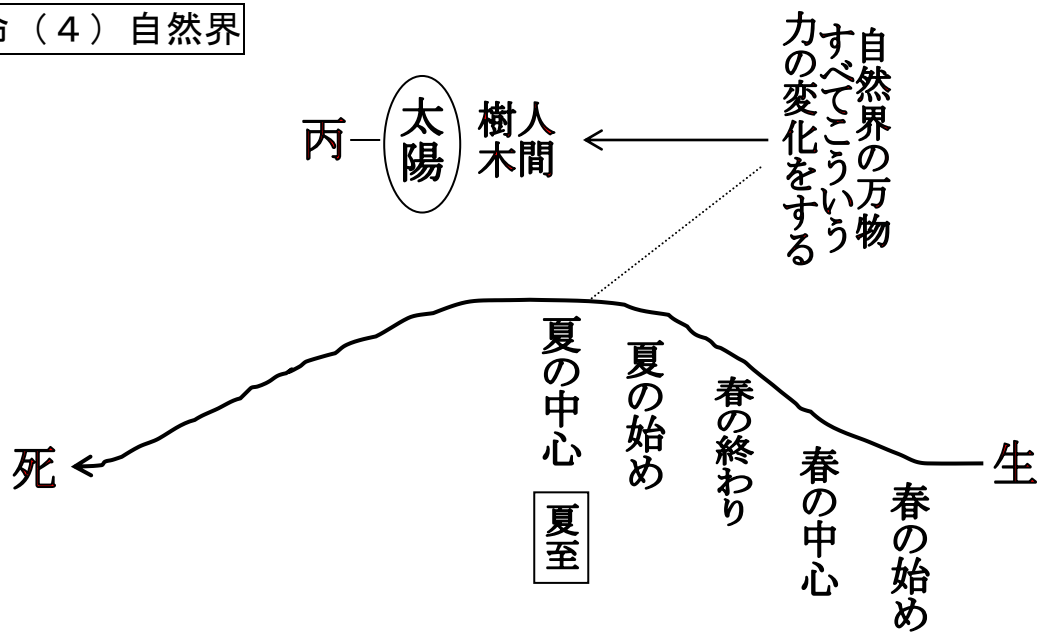 （４）自然界
自然界の万物
すべてこういう
力の変化をする
人間
樹木
太陽
丙
生
春の始め
春の中心
春の終わり
夏の始め
夏の中心
夏至
死